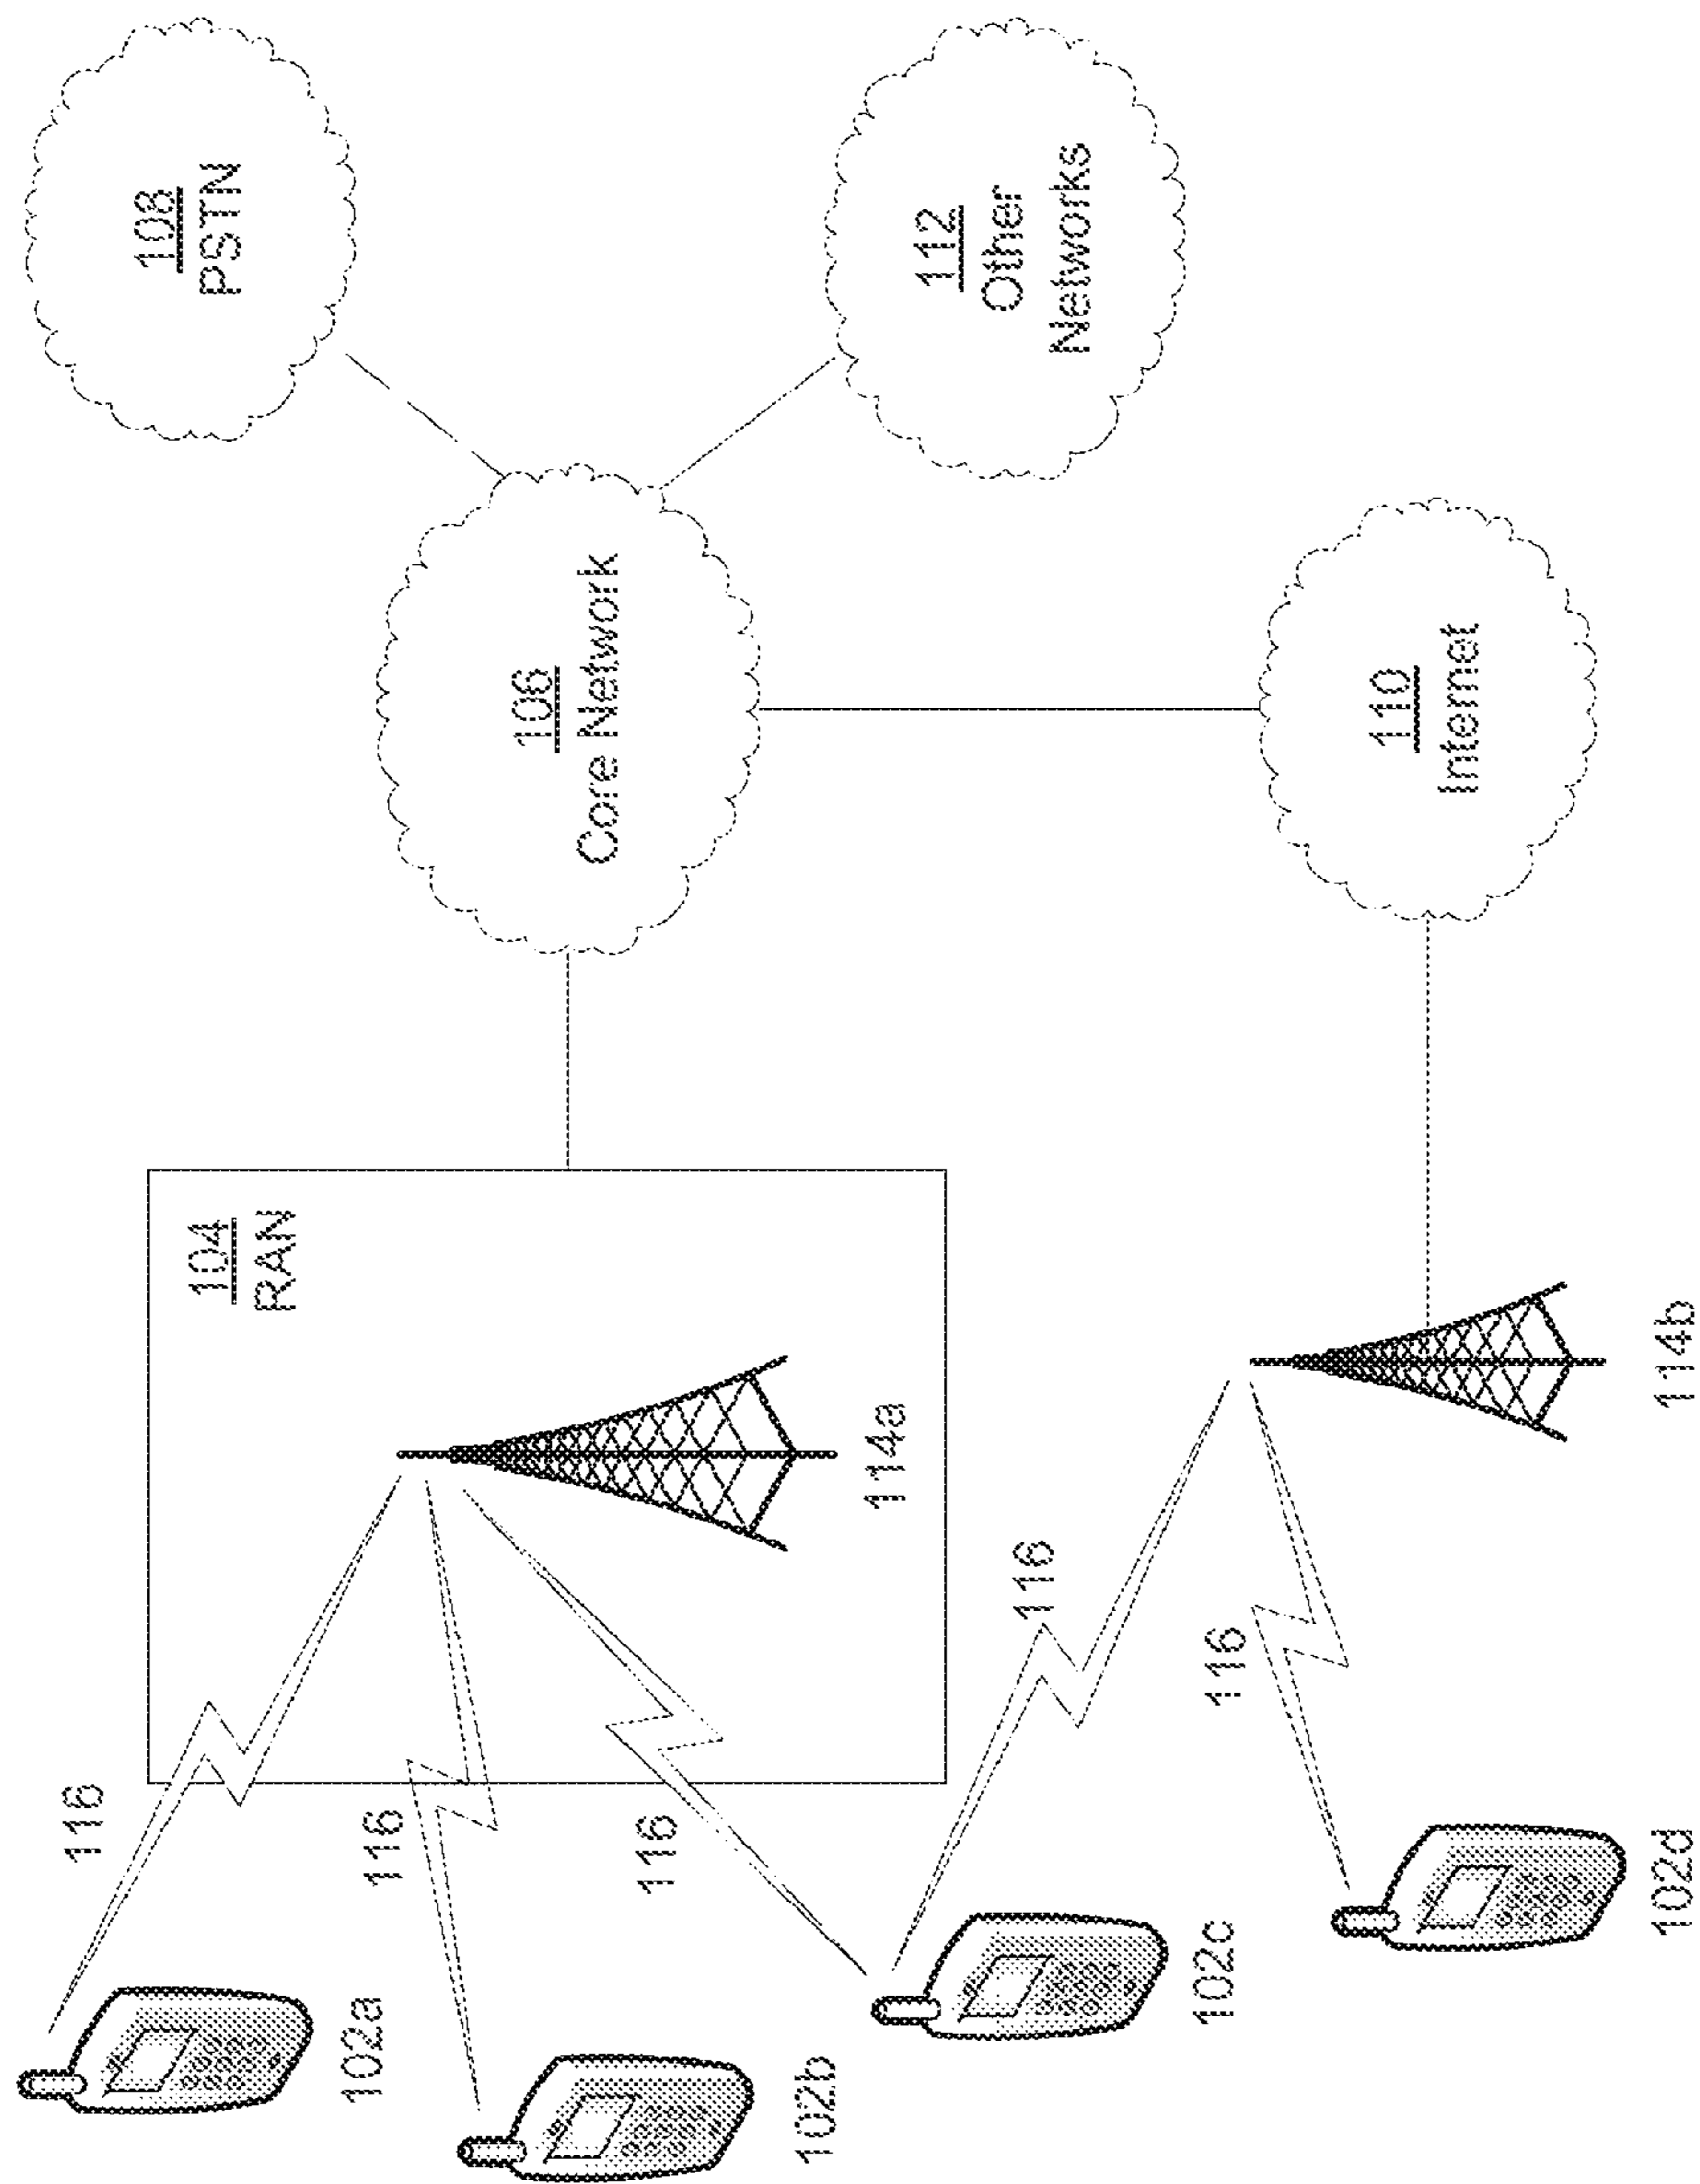 108
PSTN
106
Core Network
112
Other
Networks
110
Internet
104
RAN
114a
114b
116
116
116
116
116
102a
102b
102c
102d